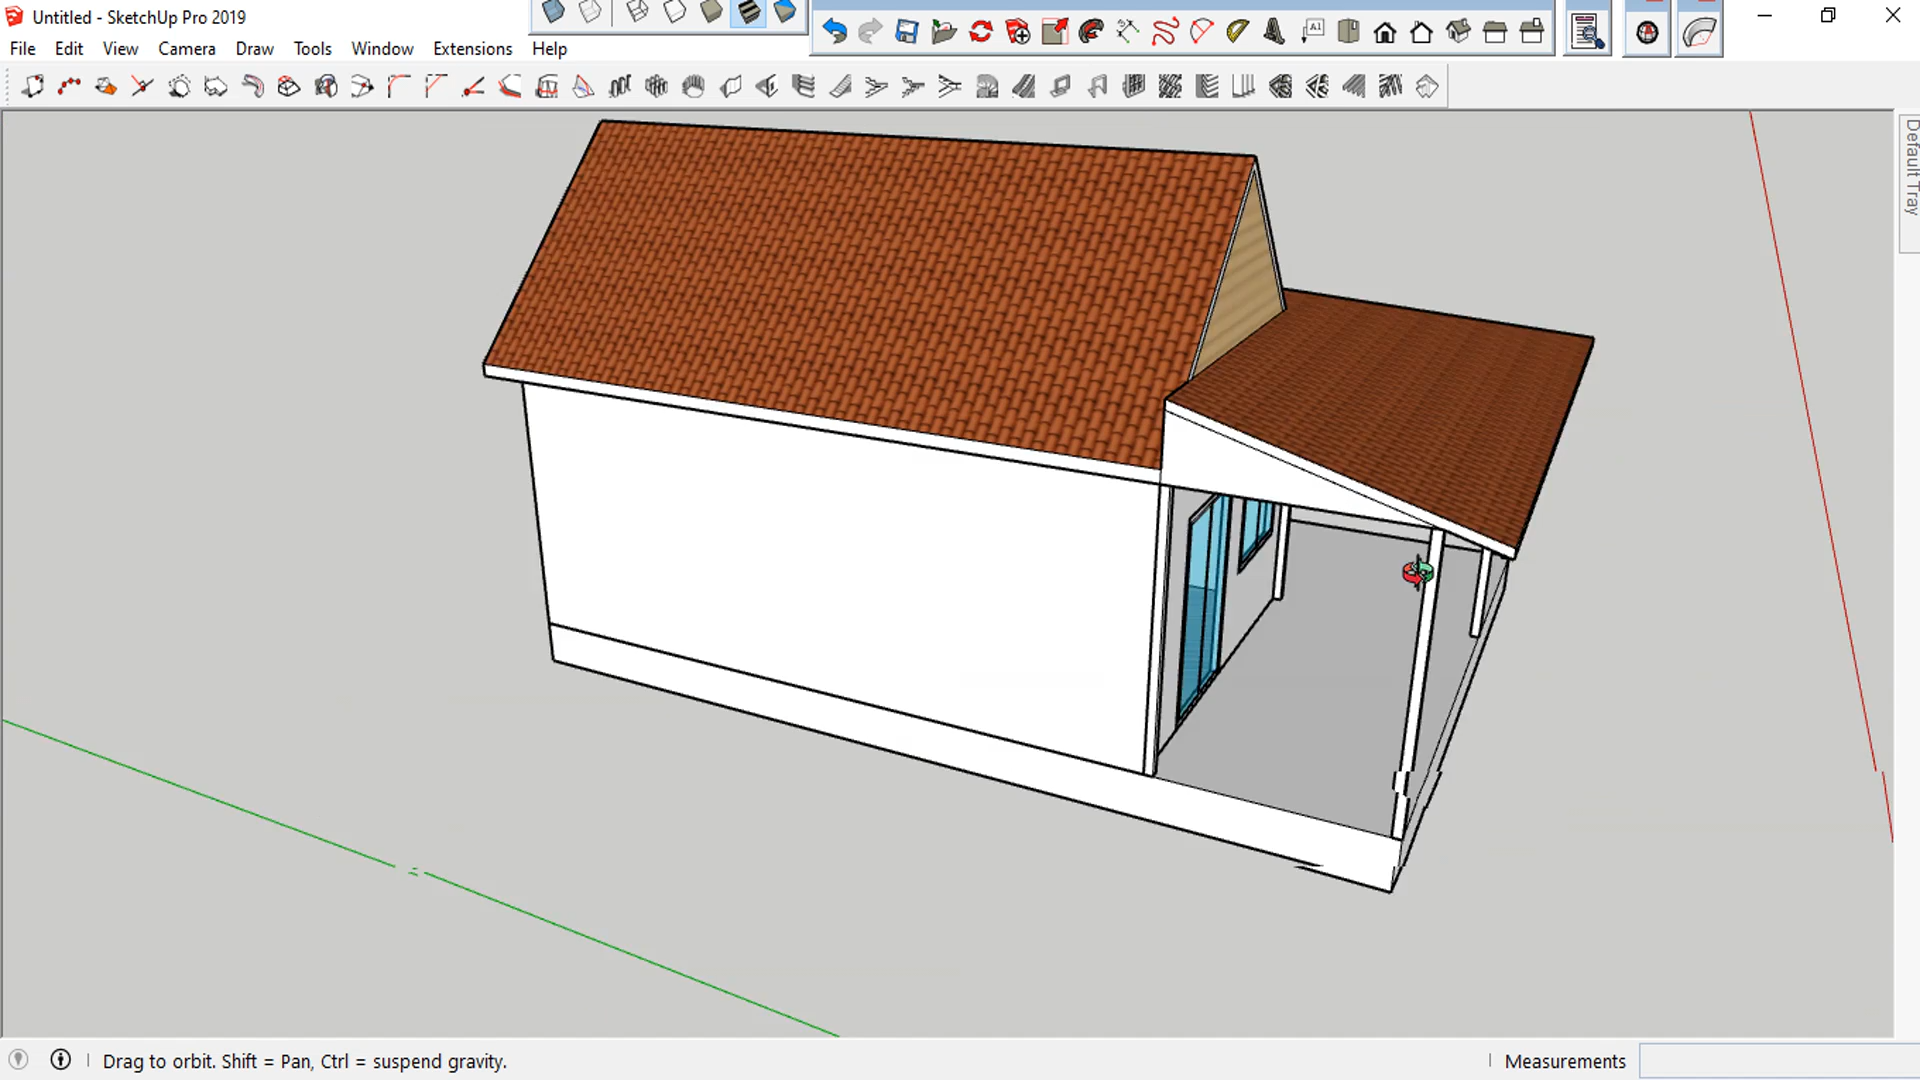 Untitled - SketchUp Pro 2019
File Edit View Camera Draw Tools Window Extensions Help
A1
Default Tray
Drag to orbit. Shift = Pan, Ctrl = suspend gravity.
Measurements